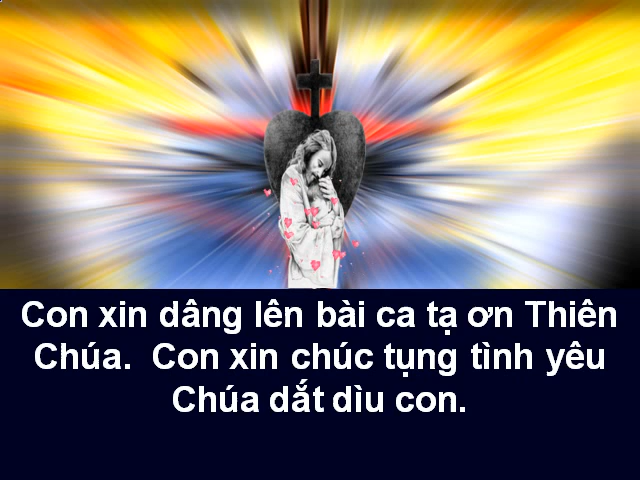 Con xin dâng lên bài ca tạ ơn Thiên
Chúa.  Con xin chúc tụng tình yêu
Chúa dắt dìu con.